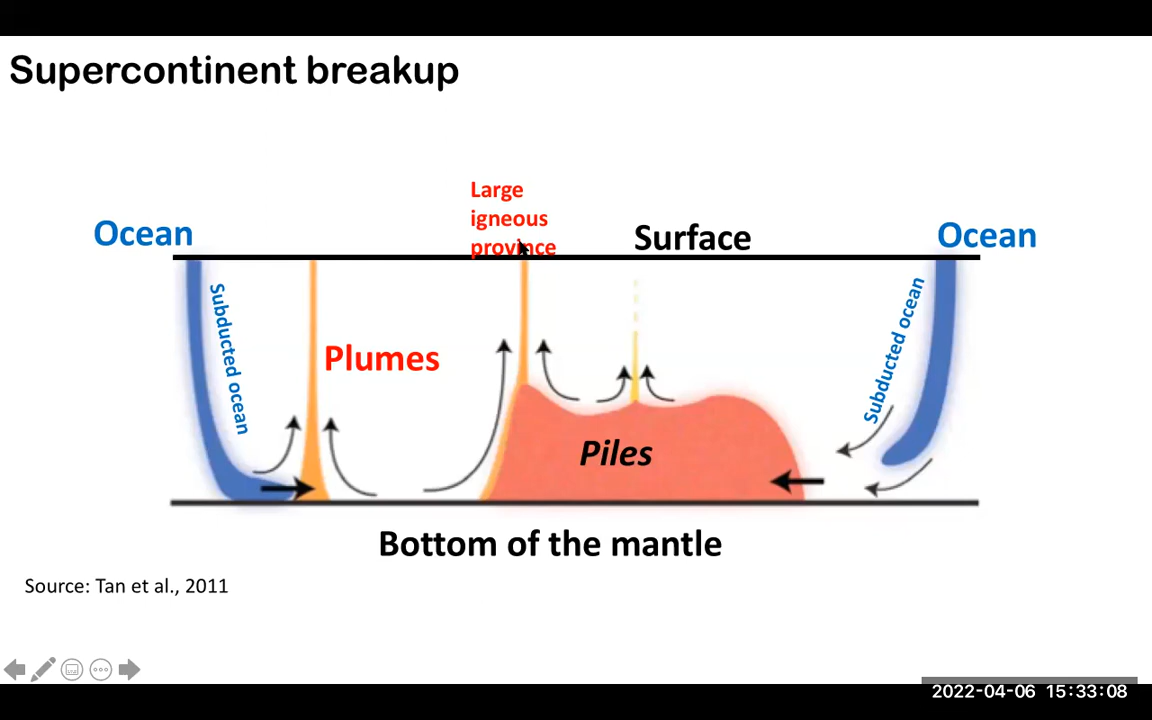 Supercontinent breakup
Large
igneous
province
Ocean
Surface
Ocean
Subducted ocean
Subducted ocean
Plumes
Piles
Bottom of the mantle
Source: Tan et al., 2011
2022-04-06 15:33:08